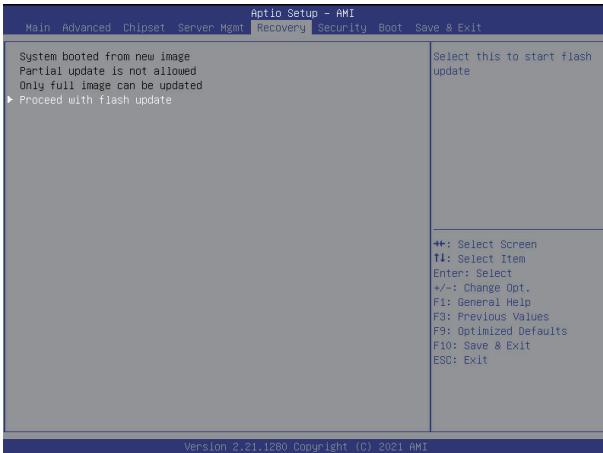 Aptio Setup - AMI
Main Advanced Chipset Server Mgmt Recovery Security Boot Save & Exit
System booted from new image
Partial update is not allowed
Only full image can be updated
Proceed with flash update
Select this to start flash
update
→←: Select Screen
↑↓: Select Item
Enter: Select
+/-: Change Opt.
F1: General Help
F3: Previous Values
F9: Optimized Defaults
F10: Save & Exit
ESC: Exit
Version 2.21.1280 Copyright (C) 2021 AMI